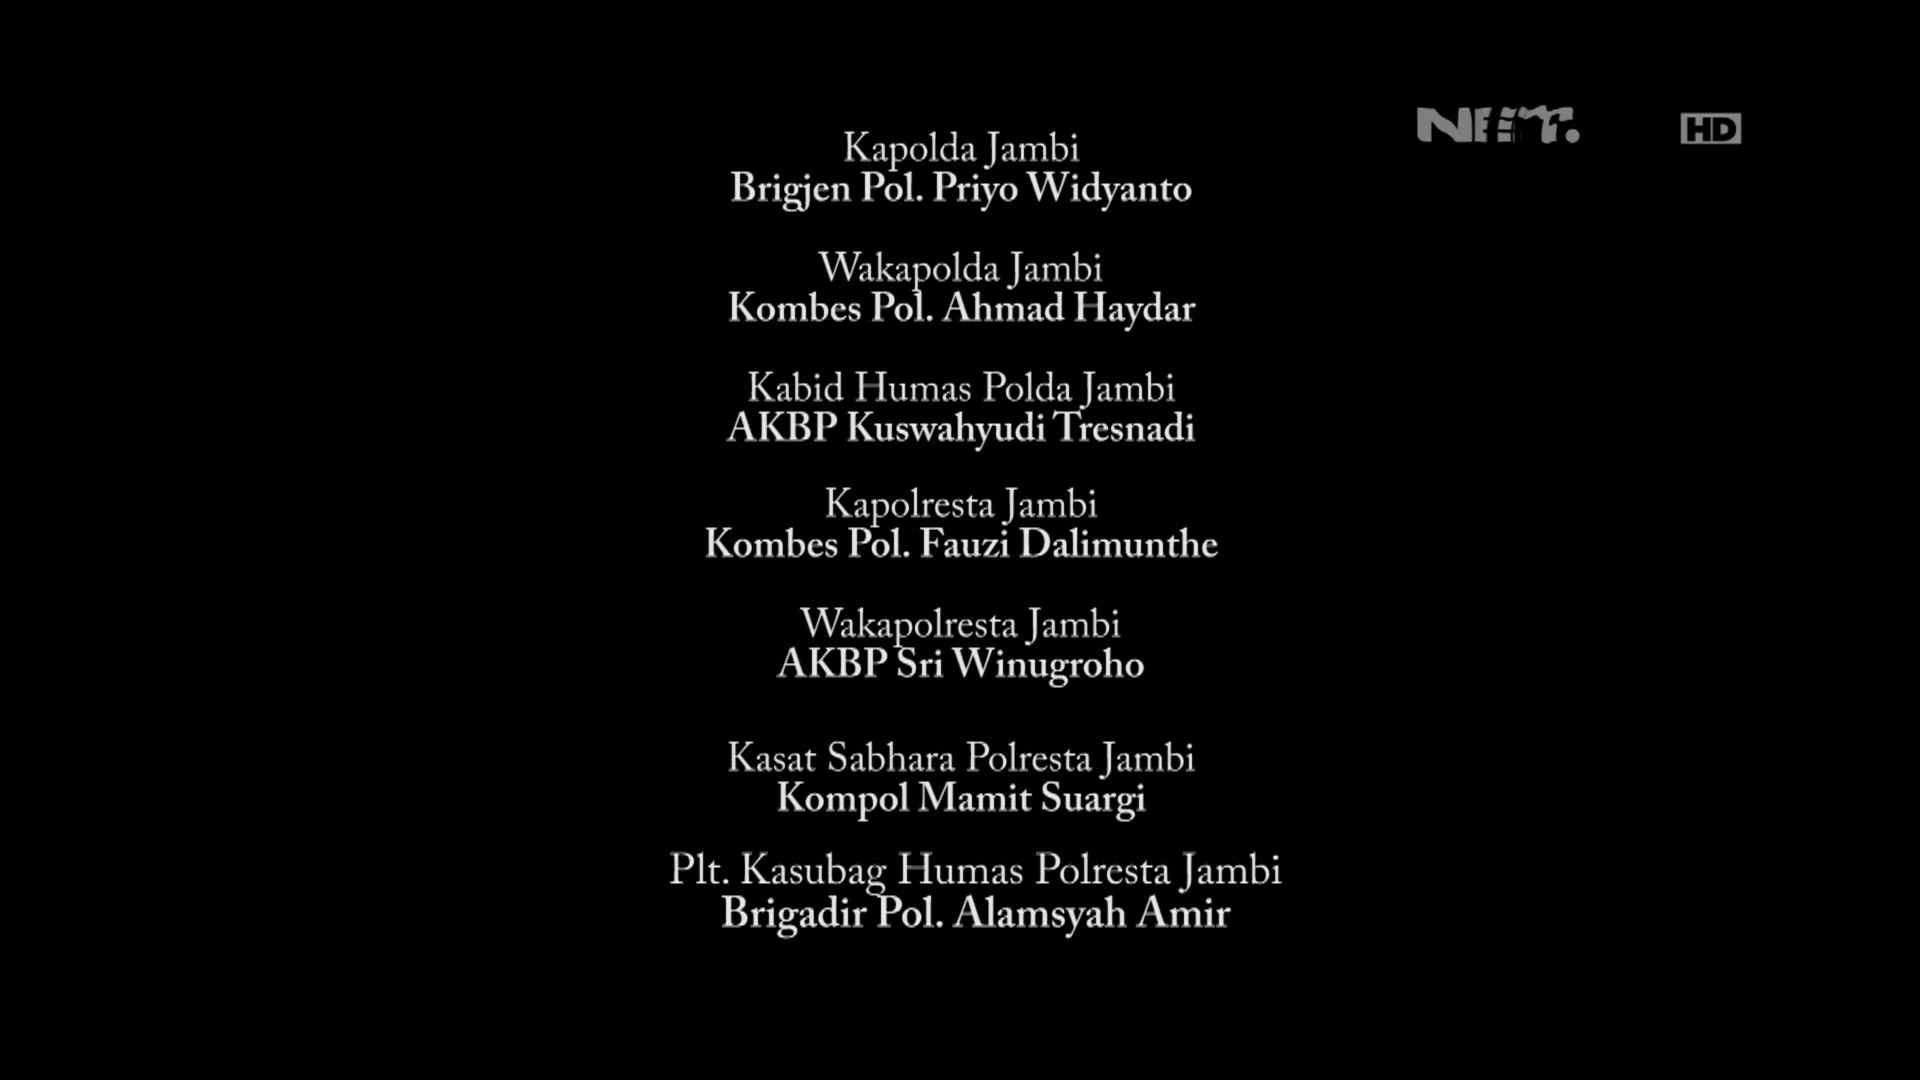 Kapolda Jambi
Brigjen Pol. Priyo Widyanto
Wakapolda Jambi
Kombes Pol. Ahmad Haydar
Kabid Humas Polda Jambi
AKBP Kuswahyudi Tresnadi
Kapolresta Jambi
Kombes Pol. Fauzi Dalimunthe
Wakapolresta Jambi
AKBP Sri Winugroho
Kasat Sabhara Polresta Jambi
Kompol Mamit Suargi
Plt. Kasubag Humas Polresta Jambi
Brigadir Pol. Alamsyah Amir
HD